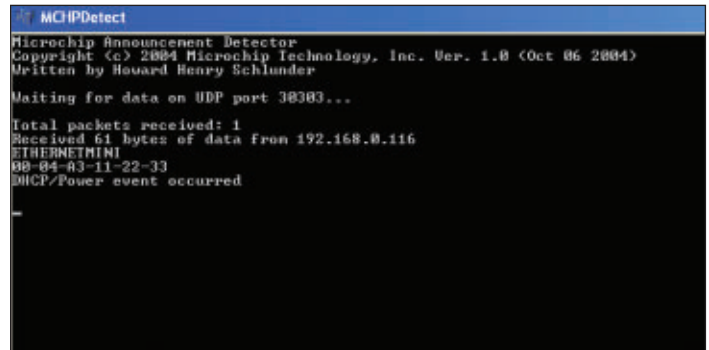 MCHPDetect
Microchip Announcement Detector
Copyright (c) 2004 Microchip Technology, Inc. Ver. 1.0 (Oct 06 2004)
Written by Howard Henry Schlunder
Waiting for data on UDP port 30303...
Total packets received: 1
Received 61 bytes of data from 192.168.0.116
ETHERNETMINI
00-04-A3-11-22-33
DHCP/Power event occurred